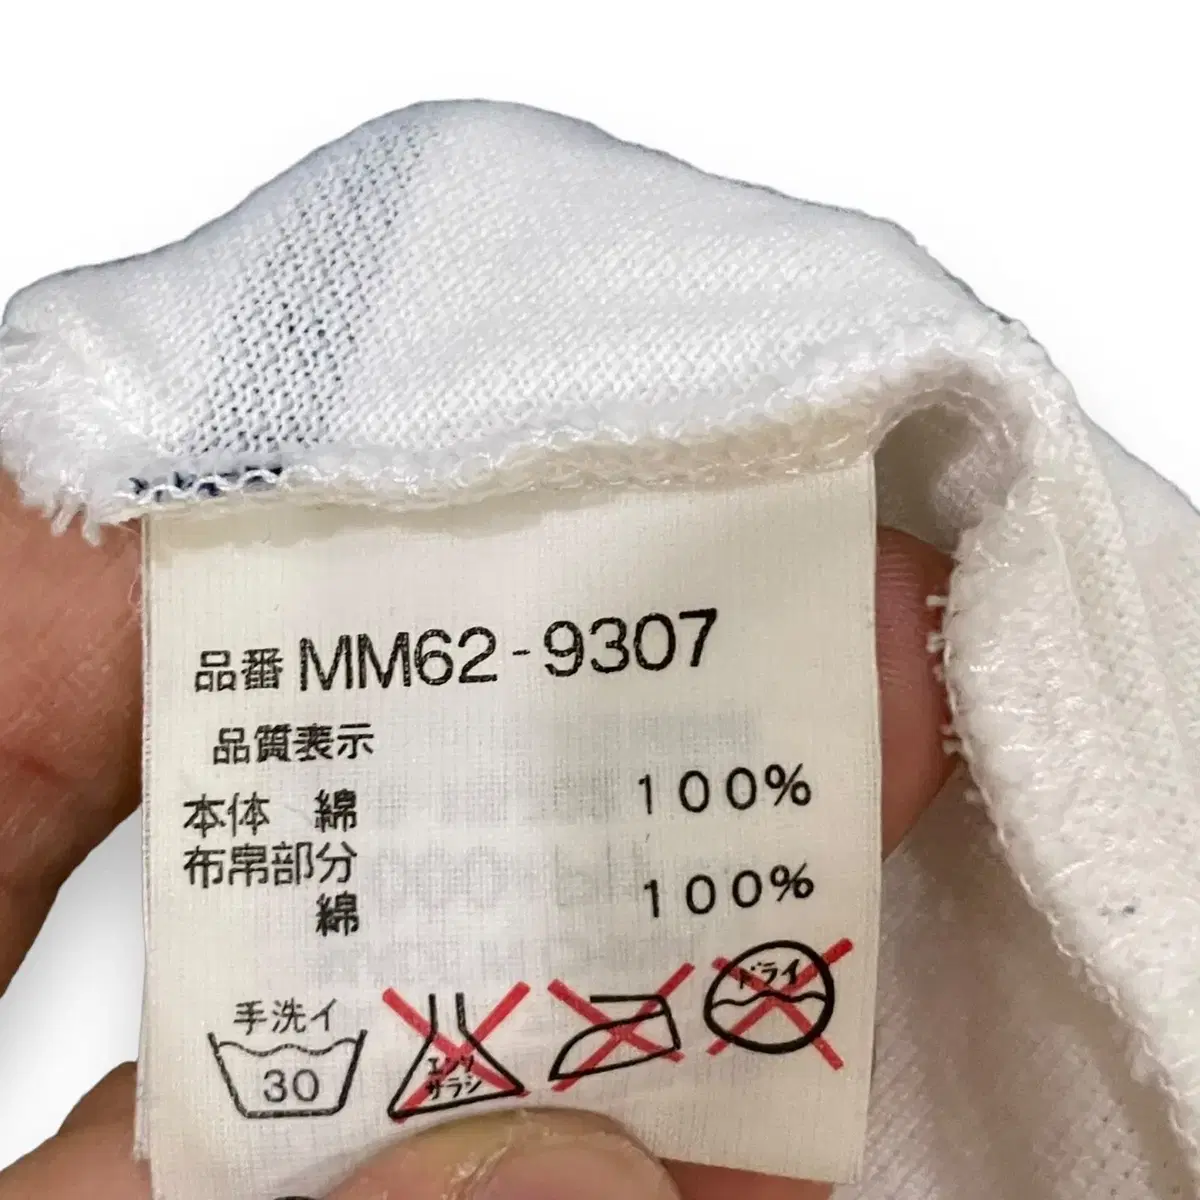 品番 MM62-9307
品質表示
本体 綿 100%
布帛部分
綿 100%
手洗イ
30
エンソ
サラシ
ドライ